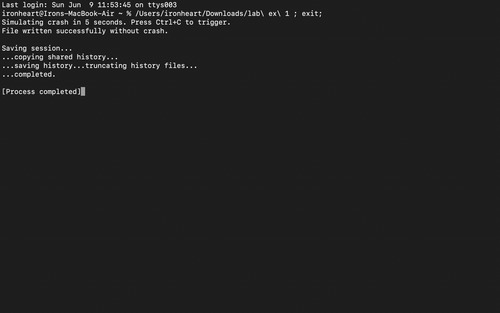 Last login: Sun Jun  9 11:53:45 on ttys003
ironheart@Irons-MacBook-Air ~ % /Users/ironheart/Downloads/lab\ ex\ 1 ; exit;
Simulating crash in 5 seconds. Press Ctrl+C to trigger.
File written successfully without crash.

Saving session...
...copying shared history...
...saving history...truncating history files...
...completed.

[Process completed]